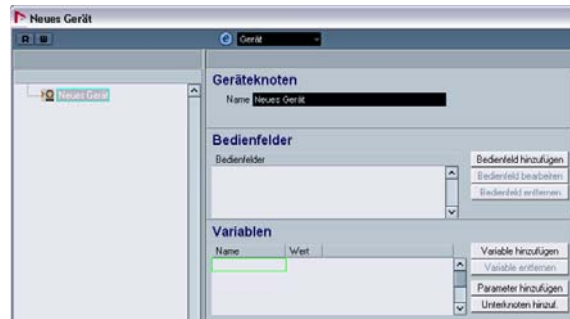 Neues Gerät
R W
Gerät
Neues Gerät
Geräteknoten
Name Neues Gerät
Bedienfelder
Bedienfelder
Bedienfeld hinzufügen
Bedienfeld bearbeiten
Bedienfeld entfernen
Variablen
Name Wert
Variable hinzufügen
Variable entfernen
Parameter hinzufügen
Unterknoten hinzuf.